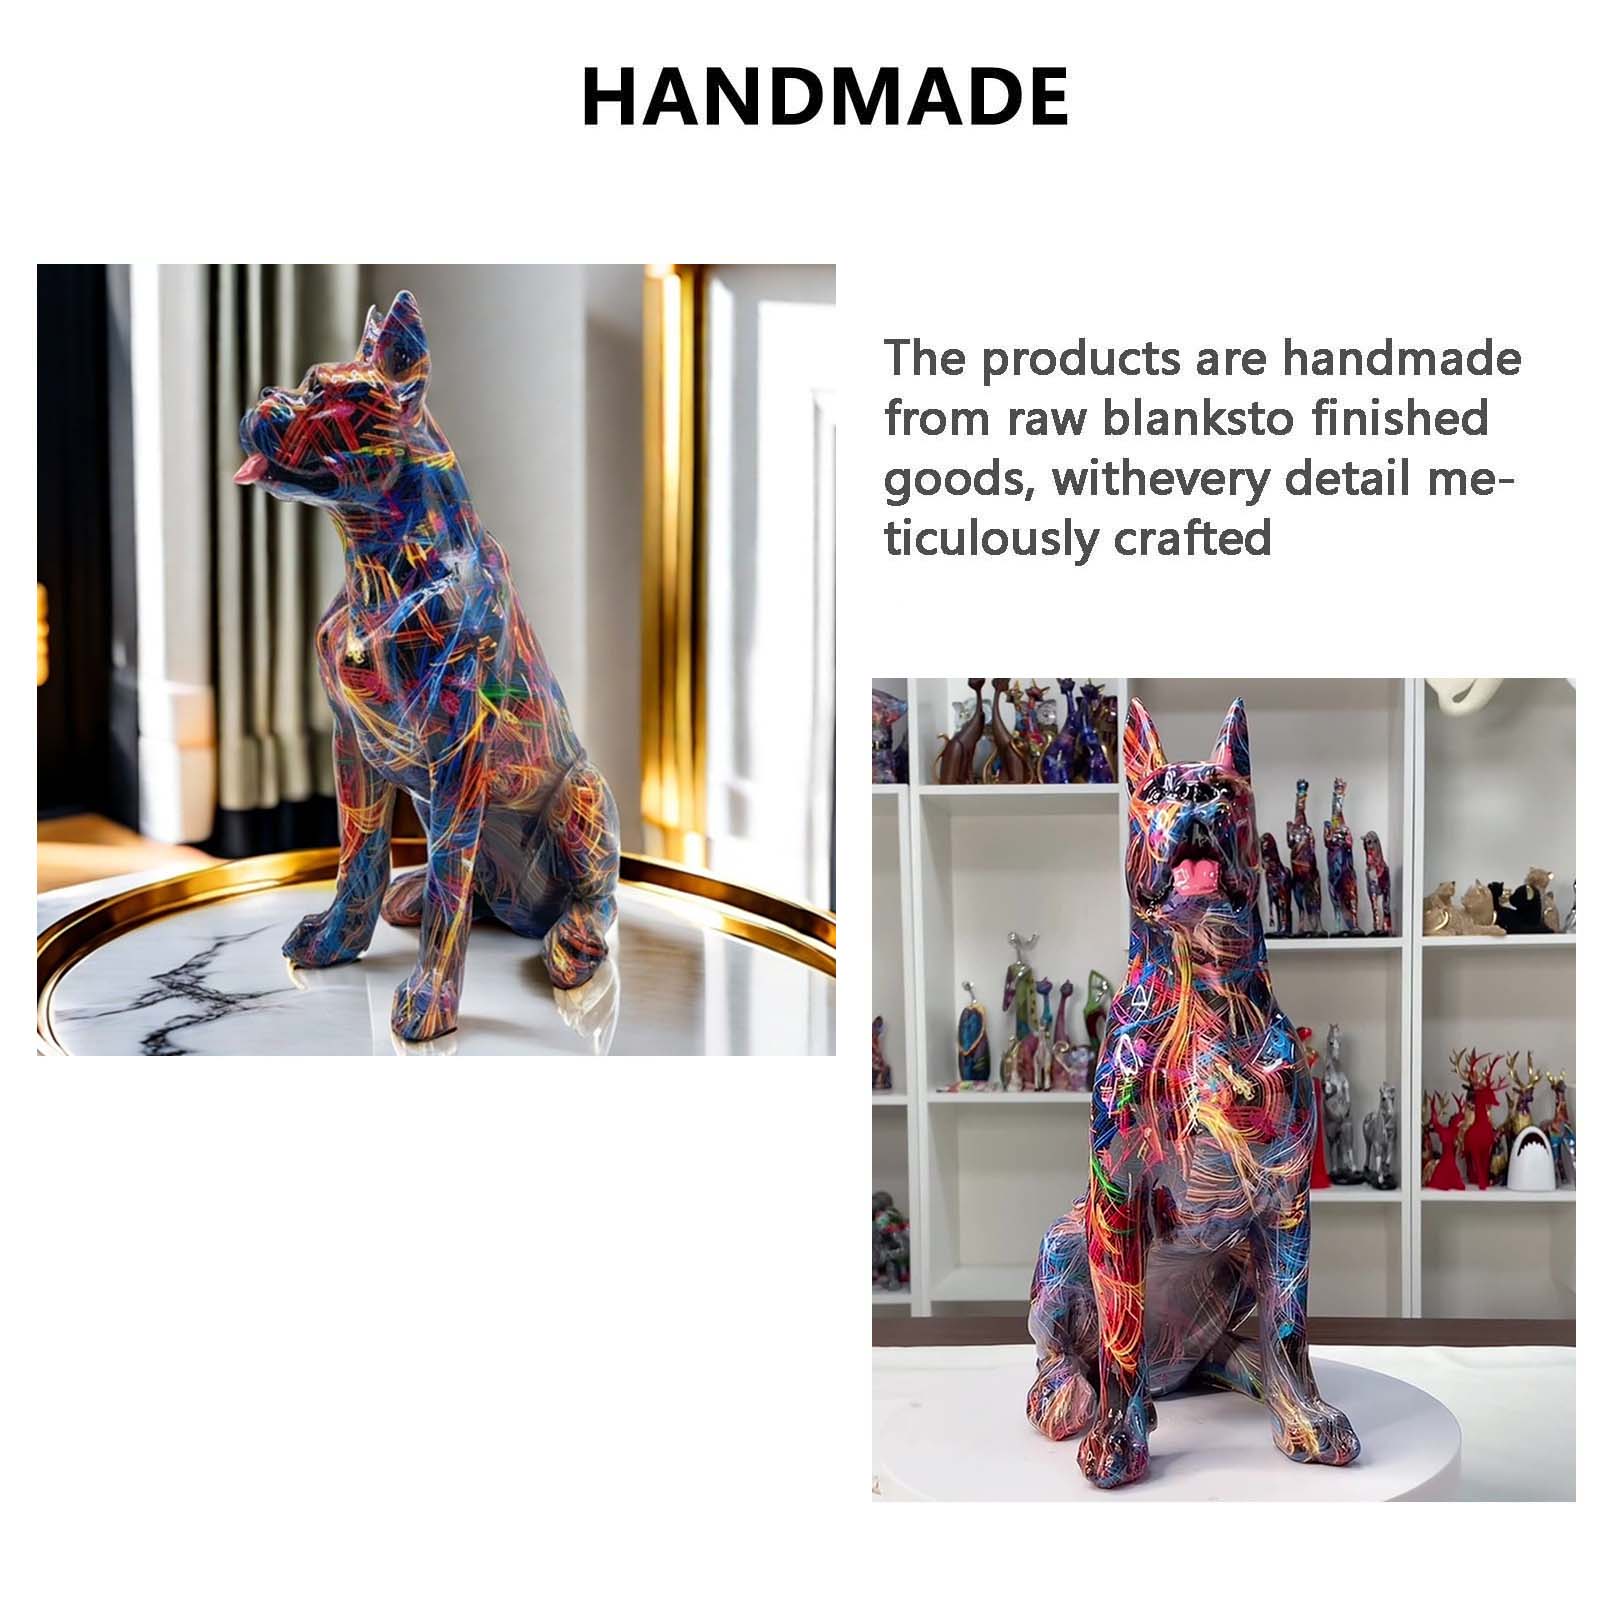 HANDMADE
The products are handmade
from raw blanksto finished
goods, withevery detail me-
ticulously crafted